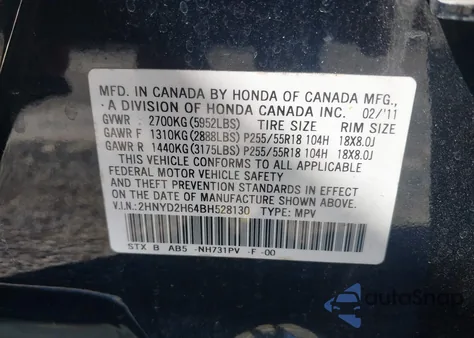 MFD. IN CANADA BY HONDA OF CANADA MFG.,
A DIVISION OF HONDA CANADA INC. 02/'11
GVWR 2700KG (5952LBS) TIRE SIZE RIM SIZE
GAWR F 1310KG (2888LBS) P255/55R18 104H 18X8.0J
GAWR R 1440KG (3175LBS) P255/55R18 104H 18X8.0J
THIS VEHICLE CONFORMS TO ALL APPLICABLE
FEDERAL MOTOR VEHICLE SAFETY
STANDARDS IN EFFECT
ON THE DATE OF MANUFACTURE SHOWN ABOVE.
V.I.N.: 2HNYD2H64BH528130 TYPE: MPV
STX B AB5 -NH731PV -F -00
autoSnap